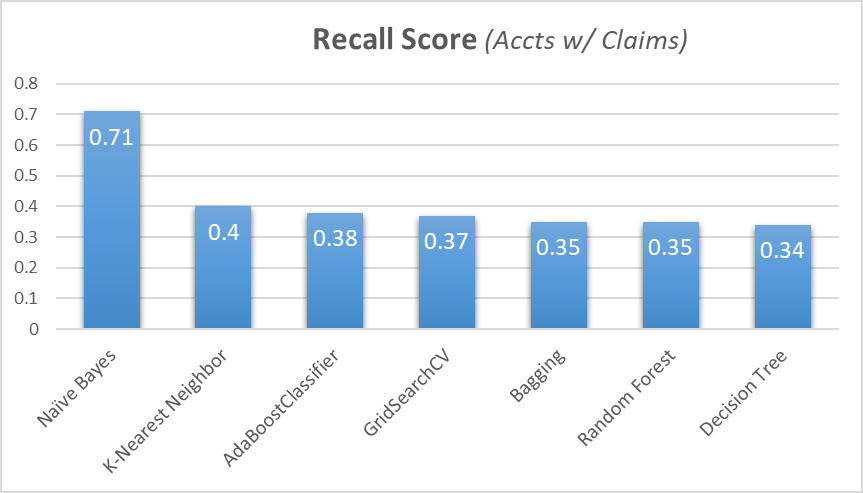 Recall Score (Accts w/ Claims)
0.8
0.7
0.6
0.5
0.4
0.3
0.2
0.1
0
0.71
0.4
0.38
0.37
0.35
0.35
0.34
Naïve Bayes
K-Nearest Neighbor
AdaBoostClassifier
GridSearchCV
Bagging
Random Forest
Decision Tree